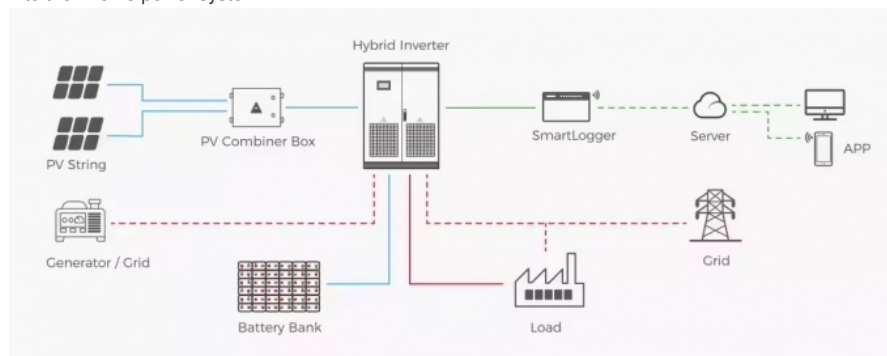 Hybrid Inverter
PV Combiner Box
SmartLogger
Server
APP
PV String
Generator / Grid
Grid
Battery Bank
Load